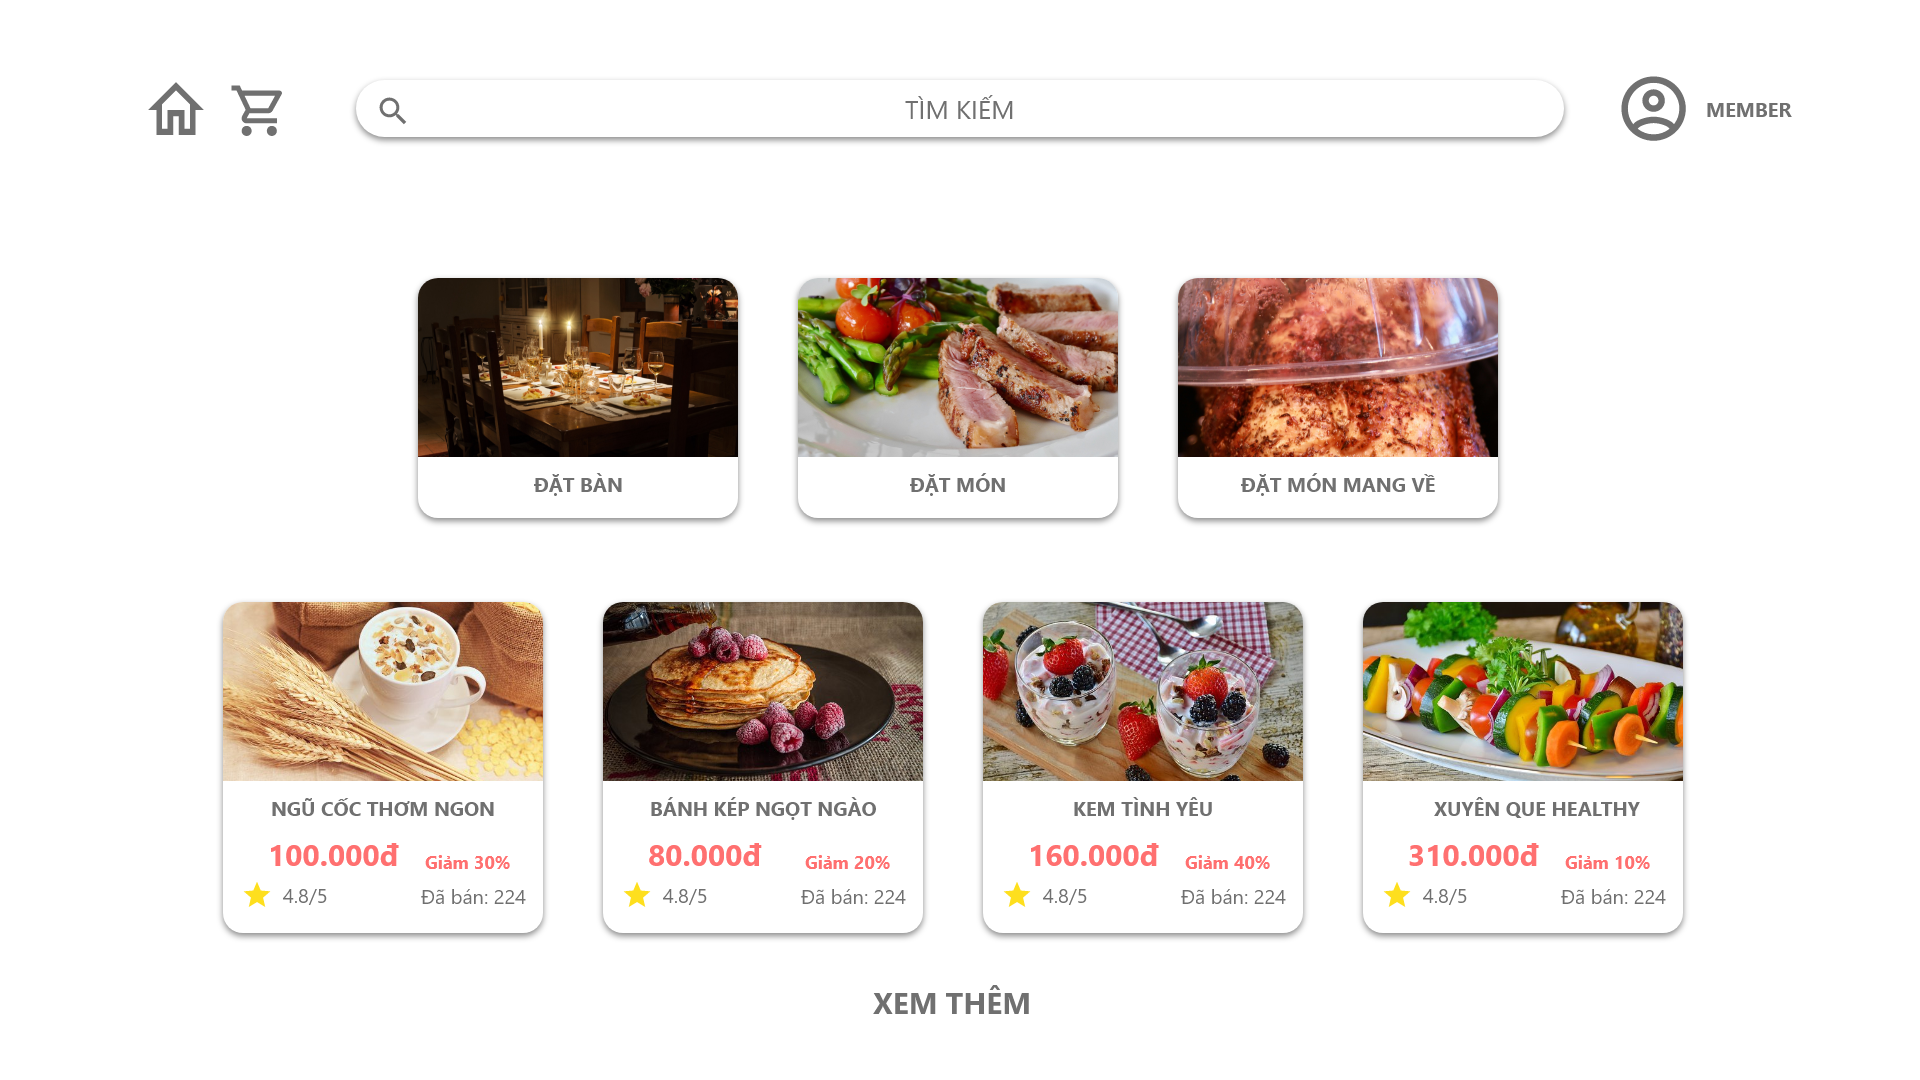 TÌM KIẾM
MEMBER
ĐẶT BÀN
ĐẶT MÓN
ĐẶT MÓN MANG VỀ
NGŨ CỐC THƠM NGON
100.000đ Giảm 30%
4.8/5 Đã bán: 224
BÁNH KÉP NGỌT NGÀO
80.000đ Giảm 20%
4.8/5 Đã bán: 224
KEM TÌNH YÊU
160.000đ Giảm 40%
4.8/5 Đã bán: 224
XUYÊN QUE HEALTHY
310.000đ Giảm 10%
4.8/5 Đã bán: 224
XEM THÊM